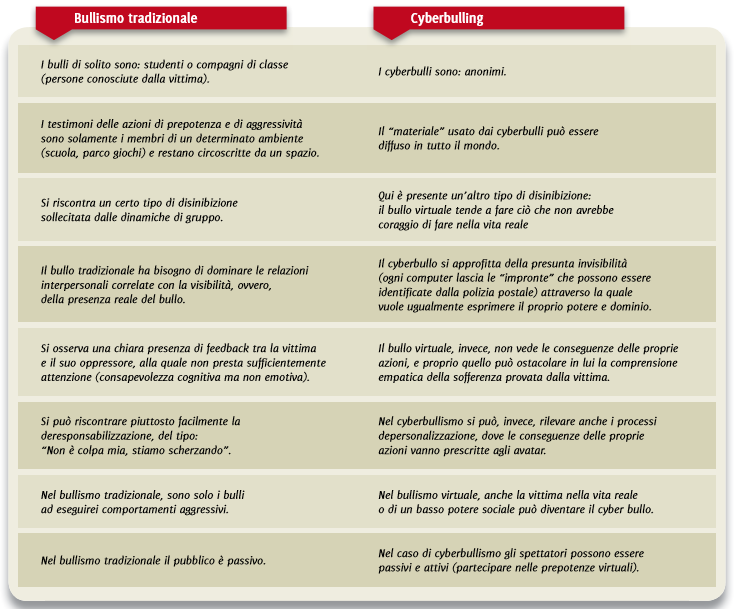 Bullismo tradizionale
Cyberbulling
I bulli di solito sono: studenti o compagni di classe
(persone conosciute dalla vittima).
I cyberbulli sono: anonimi.
I testimoni delle azioni di prepotenza e di aggressività
sono solamente i membri di un determinato ambiente
(scuola, parco giochi) e restano circoscritte da un spazio.
Il “materiale” usato dai cyberbulli può essere
diffuso in tutto il mondo.
Si riscontra un certo tipo di disinibizione
sollecitata dalle dinamiche di gruppo.
Qui è presente un’altro tipo di disinibizione:
il bullo virtuale tende a fare ciò che non avrebbe
coraggio di fare nella vita reale
Il bullo tradizionale ha bisogno di dominare le relazioni
interpersonali correlate con la visibilità, ovvero,
della presenza reale del bullo.
Il cyberbullo si approfitta della presunta invisibilità
(ogni computer lascia le “impronte” che possono essere
identificate dalla polizia postale) attraverso la quale
vuole ugualmente esprimere il proprio potere e dominio.
Si osserva una chiara presenza di feedback tra la vittima
e il suo oppressore, alla quale non presta sufficientemente
attenzione (consapevolezza cognitiva ma non emotiva).
Il bullo virtuale, invece, non vede le conseguenze delle proprie
azioni, e proprio quello può ostacolare in lui la comprensione
empatica della sofferenza provata dalla vittima.
Si può riscontrare piuttosto facilmente la
deresponsabilizzazione, del tipo:
“Non è colpa mia, stiamo scherzando”.
Nel cyberbullismo si può, invece, rilevare anche i processi
depersonalizzazione, dove le conseguenze delle proprie
azioni vanno prescritte agli avatar.
Nel bullismo tradizionale, sono solo i bulli
ad eseguirei comportamenti aggressivi.
Nel bullismo virtuale, anche la vittima nella vita reale
o di un basso potere sociale può diventare il cyber bullo.
Nel bullismo tradizionale il pubblico è passivo.
Nel caso di cyberbullismo gli spettatori possono essere
passivi e attivi (partecipare nelle prepotenze virtuali).